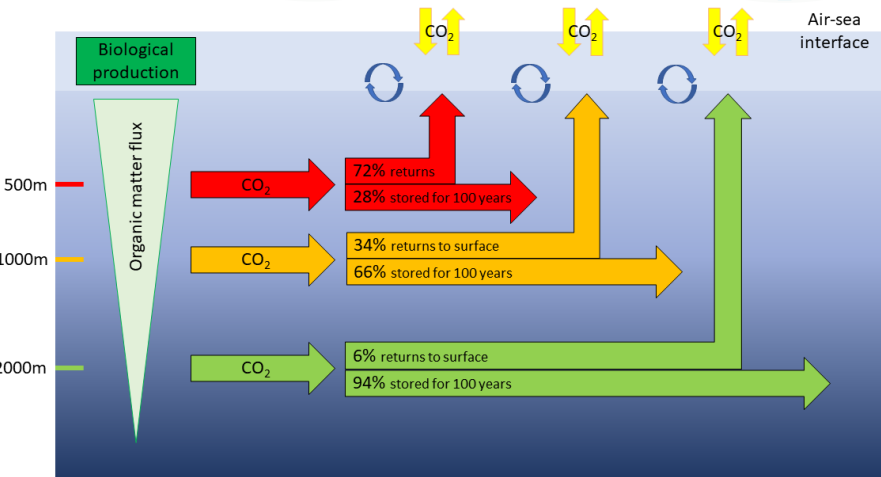 CO₂
CO₂
CO₂
Air-sea
interface
Biological
production
Organic matter flux
500m
CO₂
72% returns
28% stored for 100 years
1000m
CO₂
34% returns to surface
66% stored for 100 years
2000m
CO₂
6% returns to surface
94% stored for 100 years